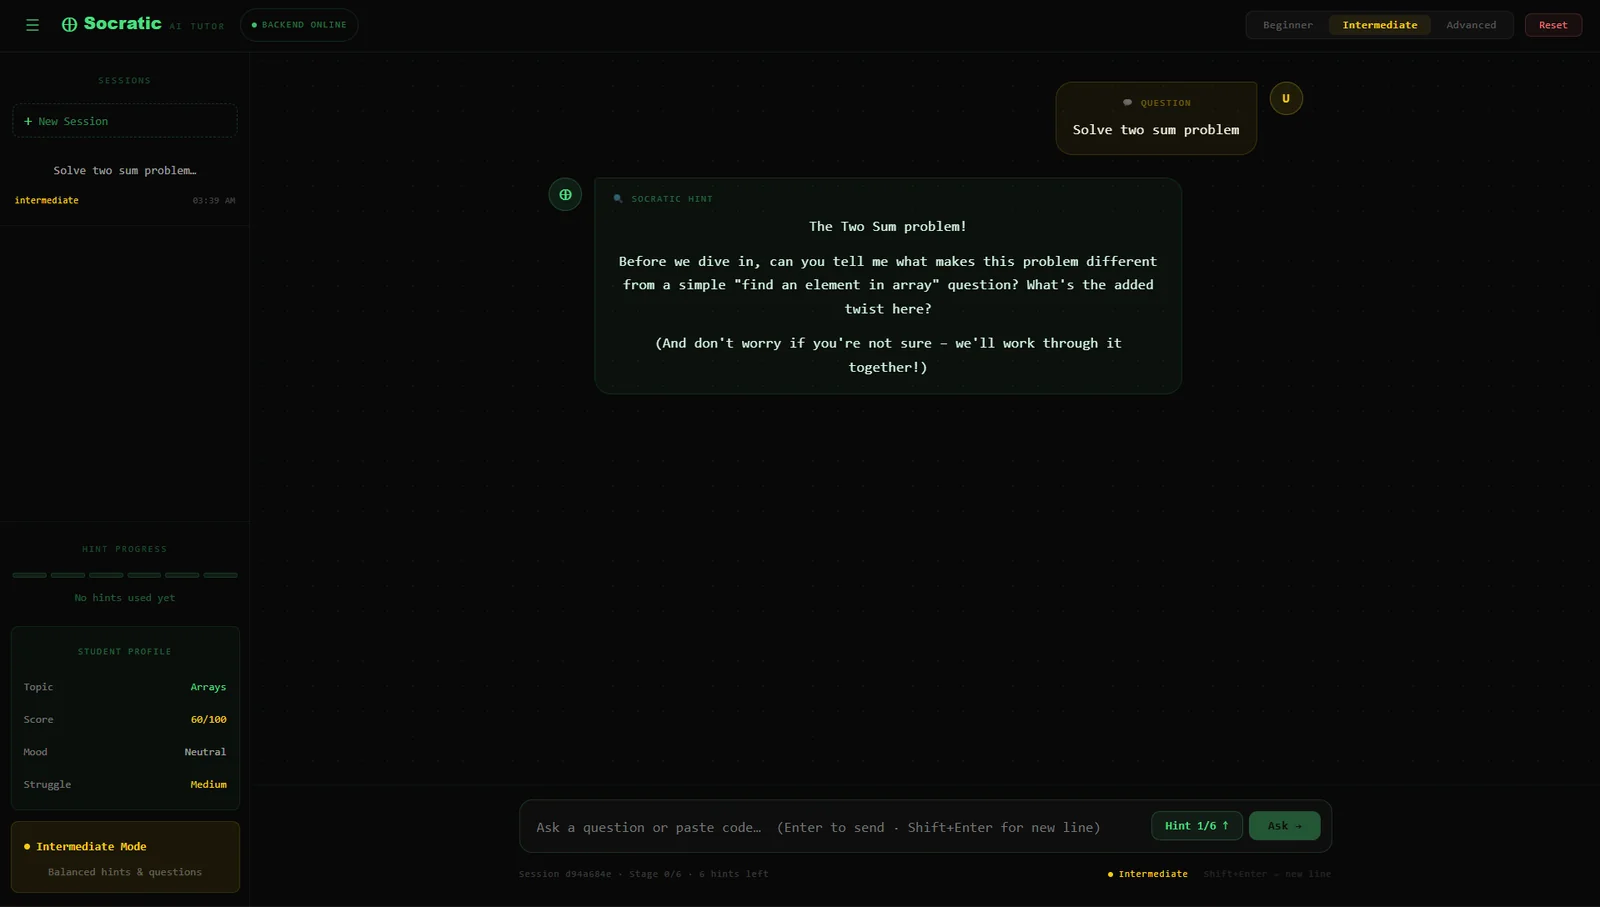 ☰ Socratic AI TUTOR ● BACKEND ONLINE
Beginner Intermediate Advanced Reset
SESSIONS
+ New Session
Solve two sum problem…
intermediate 03:39 AM
QUESTION
Solve two sum problem
U
SOCRATIC HINT
The Two Sum problem!
Before we dive in, can you tell me what makes this problem different
from a simple "find an element in array" question? What's the added
twist here?
(And don't worry if you're not sure – we'll work through it
together!)
HINT PROGRESS
No hints used yet
STUDENT PROFILE
Topic Arrays
Score 60/100
Mood Neutral
Struggle Medium
● Intermediate Mode
Balanced hints & questions
Ask a question or paste code… (Enter to send · Shift+Enter for new line)
Hint 1/6 ↑
Ask →
Session d94a684e · Stage 0/6 · 6 hints left
● Intermediate Shift+Enter = new line